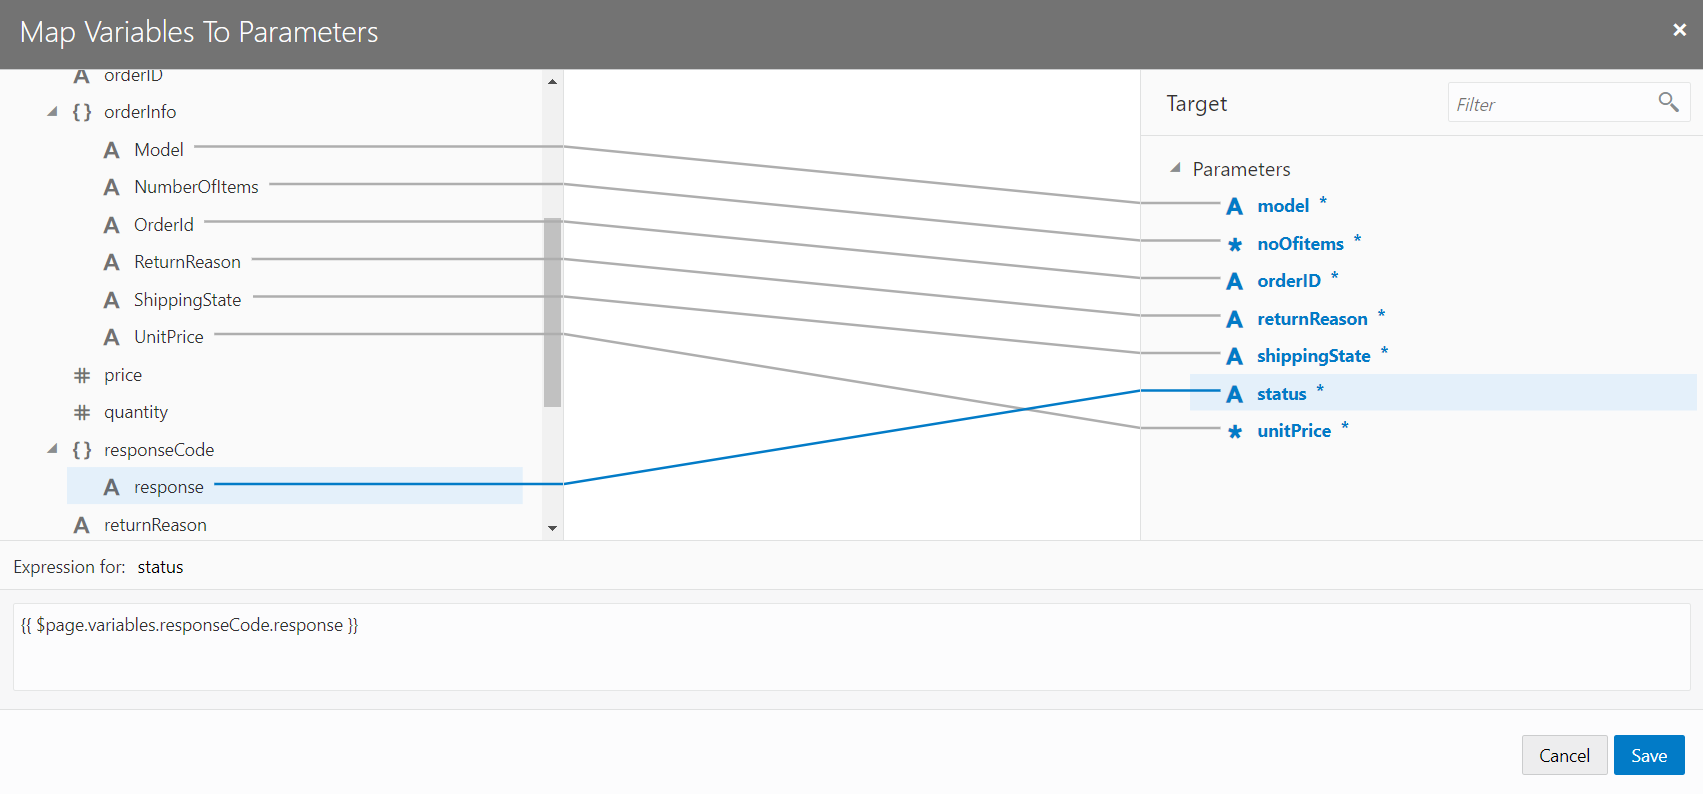 Map Variables To Parameters
orderID
orderInfo
Model
NumberOfItems
OrderId
ReturnReason
ShippingState
UnitPrice
price
quantity
responseCode
response
returnReason
Target
Filter
Parameters
model *
noOfitems *
orderID *
returnReason *
shippingState *
status *
unitPrice *
Expression for: status
{{ $page.variables.responseCode.response }}
Cancel
Save